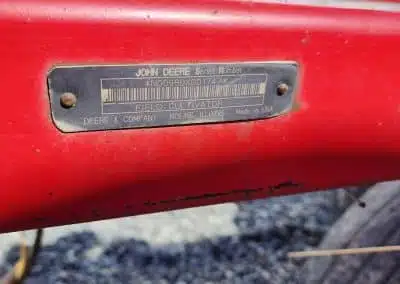 JOHN DEERE Serial Number
FIELD CULTIVATOR
DEERE & COMPANY MOLINE ILLINOIS Made in USA